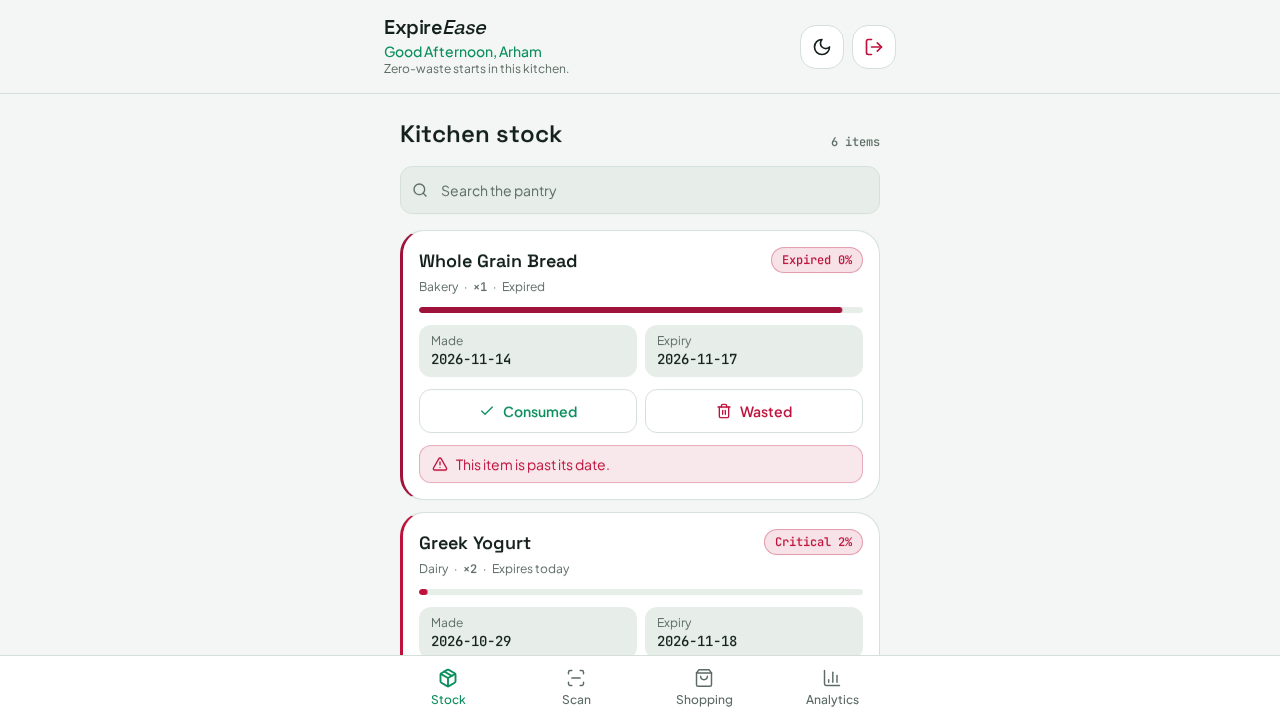 ExpireEase
Good Afternoon, Arham
Zero-waste starts in this kitchen.
Kitchen stock
6 items
Search the pantry
Whole Grain Bread
Expired 0%
Bakery · ×1 · Expired
Made
2026-11-14
Expiry
2026-11-17
Consumed
Wasted
This item is past its date.
Greek Yogurt
Critical 2%
Dairy · ×2 · Expires today
Made
2026-10-29
Expiry
2026-11-18
Stock
Scan
Shopping
Analytics